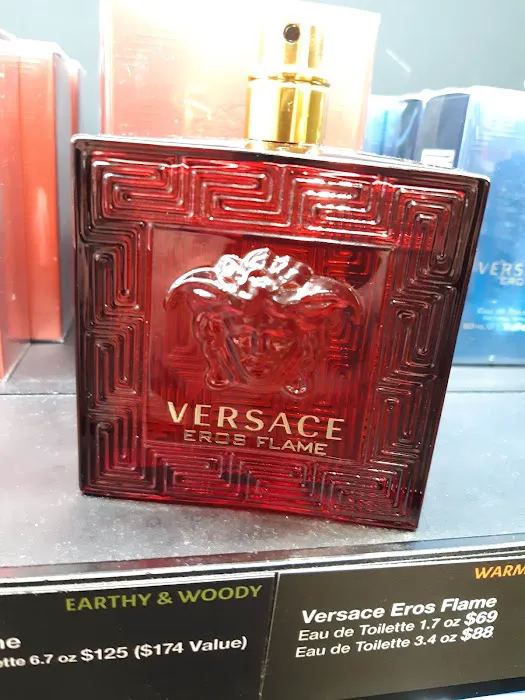 VERSACE
EROS FLAME
VERS
EROS
EARTHY & WOODY
ne
ette 6.7 oz $125 ($174 Value)
WARM
Versace Eros Flame
Eau de Toilette 1.7 oz $69
Eau de Toilette 3.4 oz $88